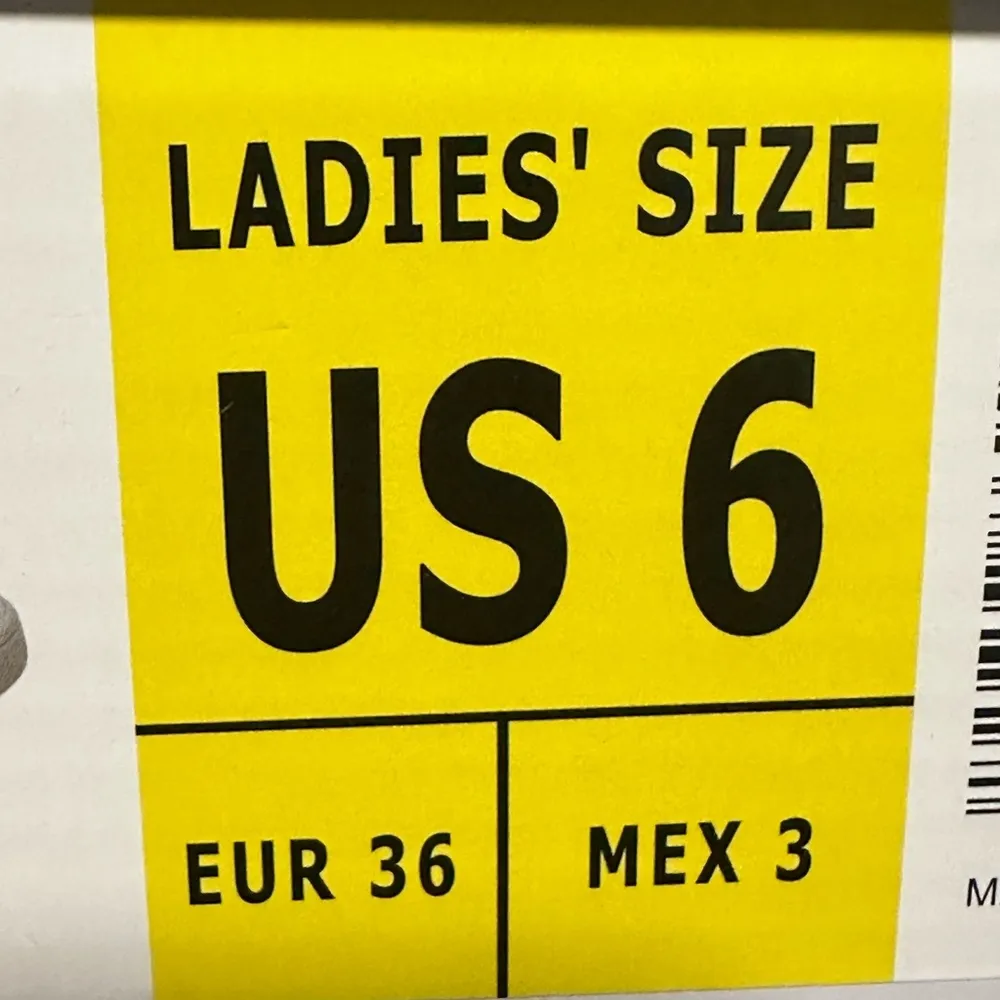 LADIES' SIZE
US 6
EUR 36
MEX 3